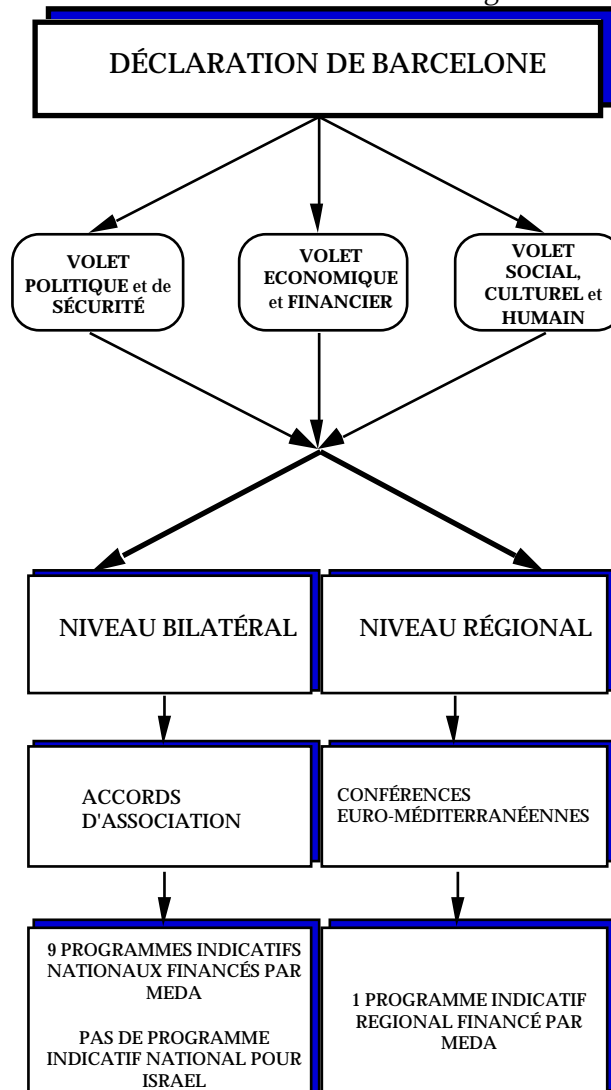 DÉCLARATION DE BARCELONE
VOLET
POLITIQUE et de
SÉCURITÉ
VOLET
ECONOMIQUE
et FINANCIER
VOLET
SOCIAL,
CULTUREL et
HUMAIN
NIVEAU BILATÉRAL
NIVEAU RÉGIONAL
ACCORDS
D'ASSOCIATION
CONFÉRENCES
EURO-MÉDITERRANÉENNES
9 PROGRAMMES INDICATIFS
NATIONAUX FINANCÉS PAR
MEDA
PAS DE PROGRAMME
INDICATIF NATIONAL POUR
ISRAEL
1 PROGRAMME INDICATIF
REGIONAL FINANCÉ PAR
MEDA